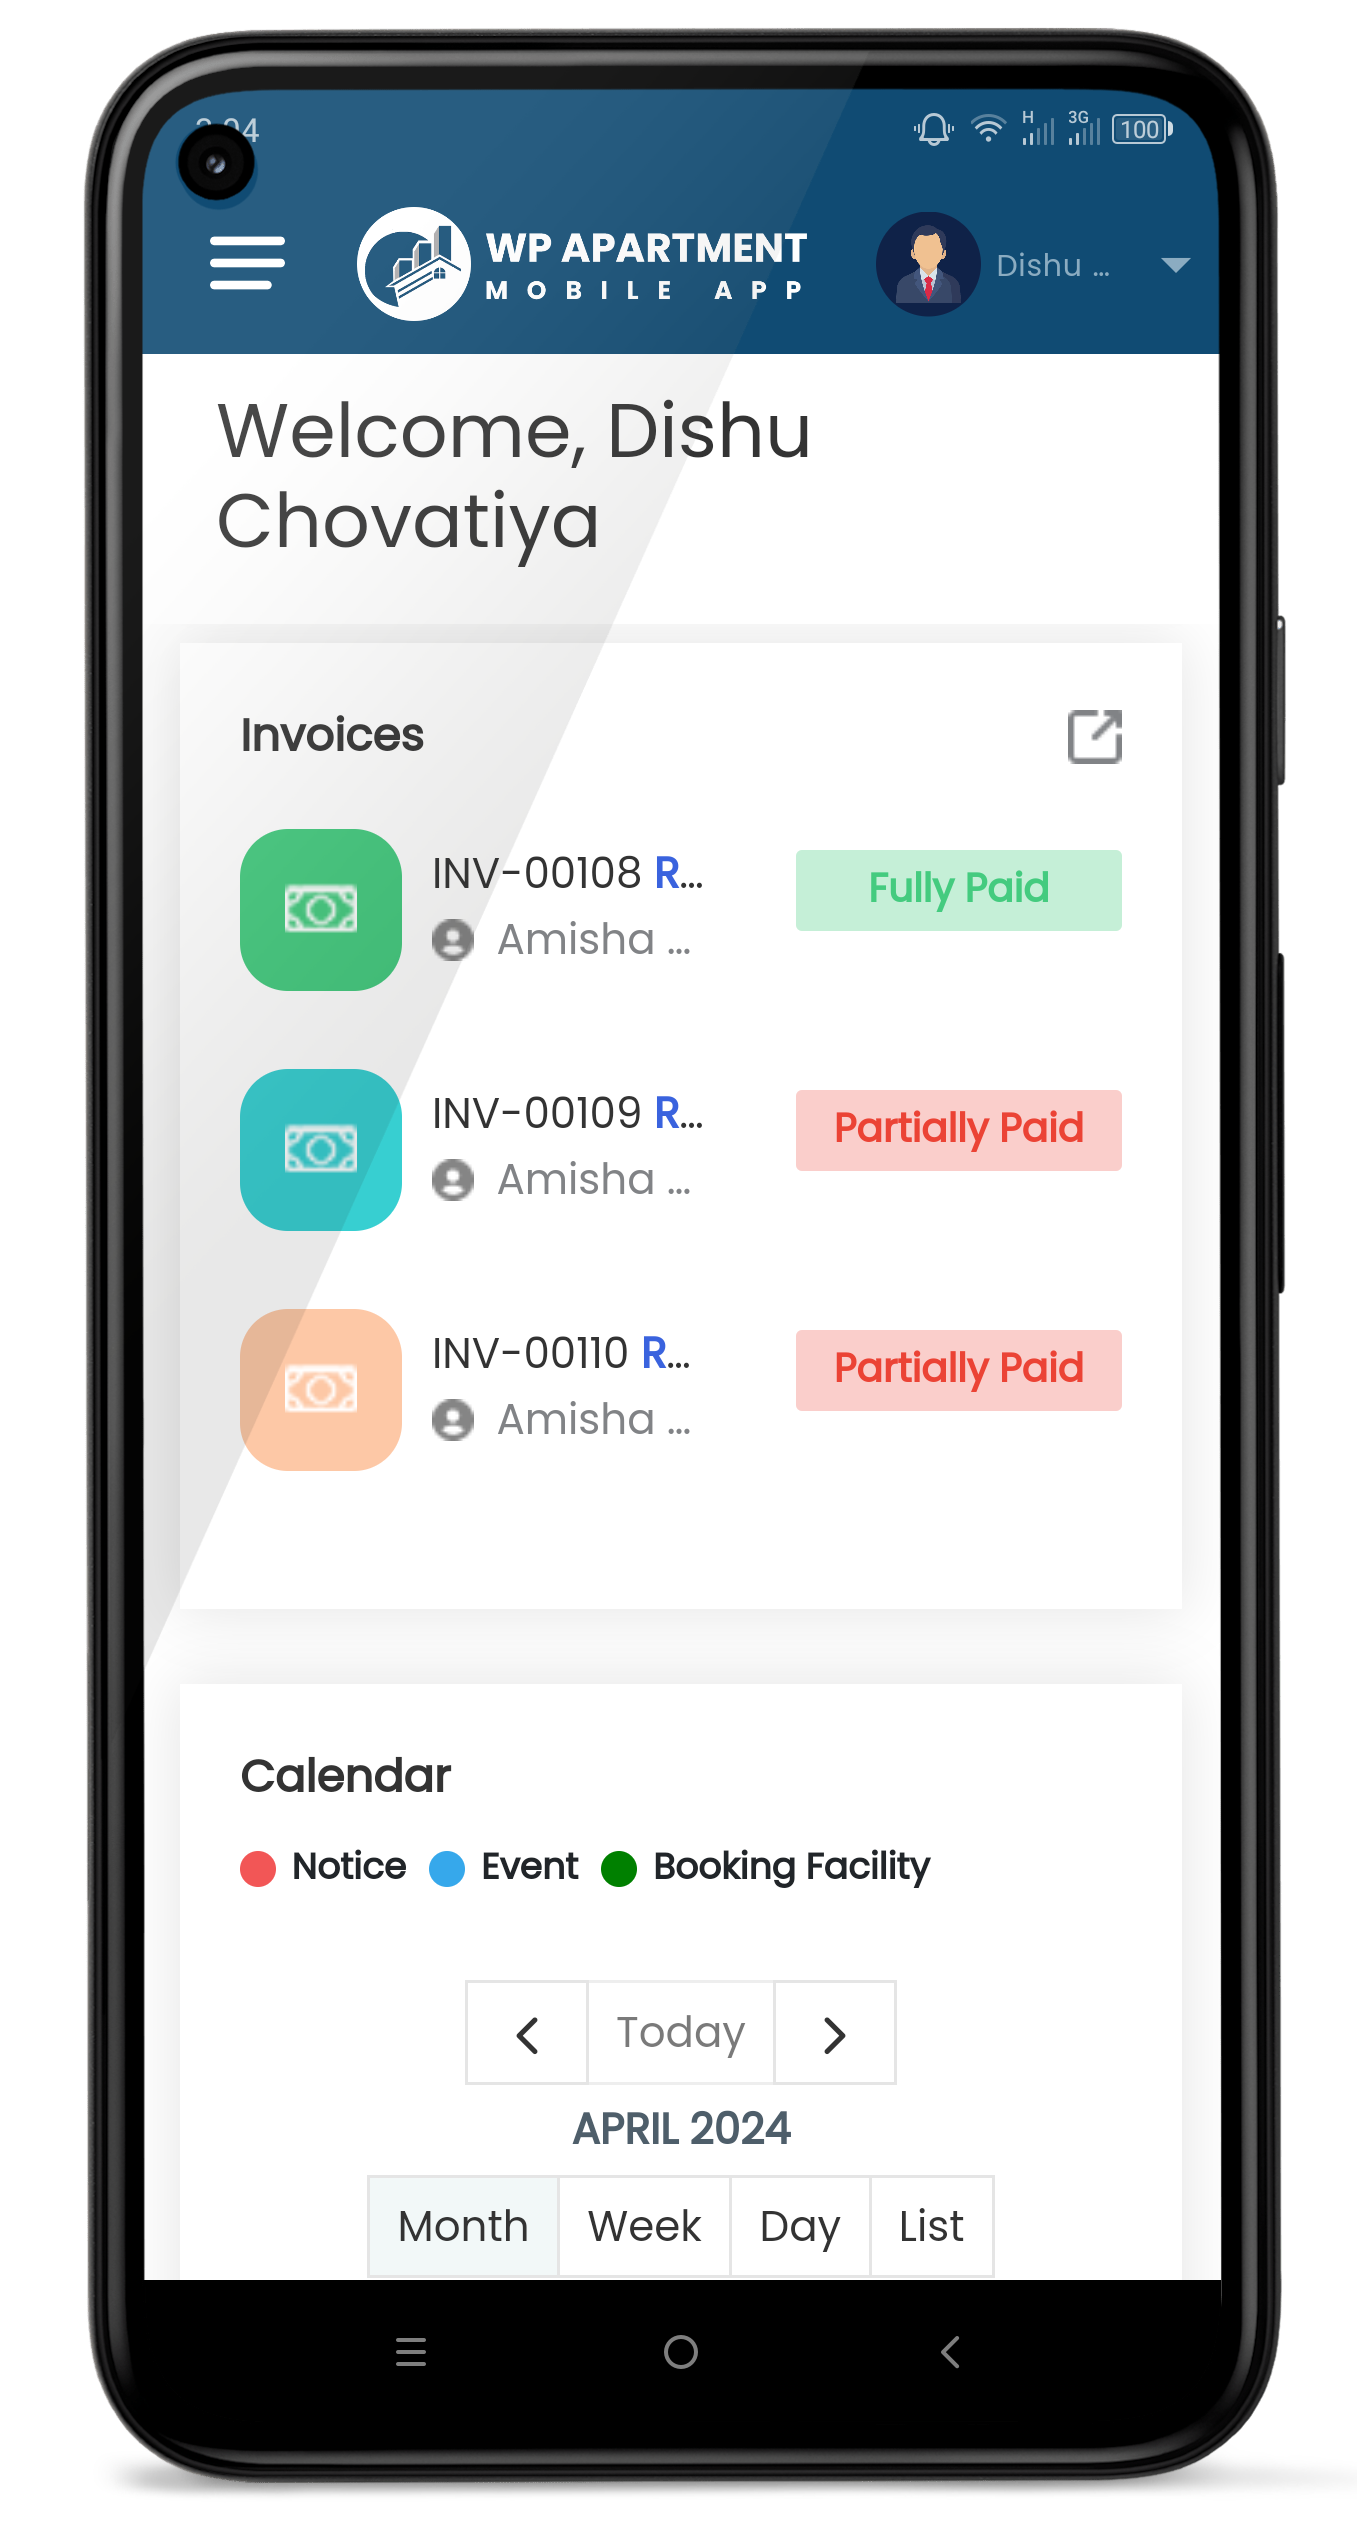 H 3G 100
WP APARTMENT
MOBILE APP
Dishu ...
Welcome, Dishu
Chovatiya
Invoices
INV-00108 R...
Fully Paid
Amisha ...
INV-00109 R...
Partially Paid
Amisha ...
INV-00110 R...
Partially Paid
Amisha ...
Calendar
Notice Event Booking Facility
Today
APRIL 2024
Month Week Day List